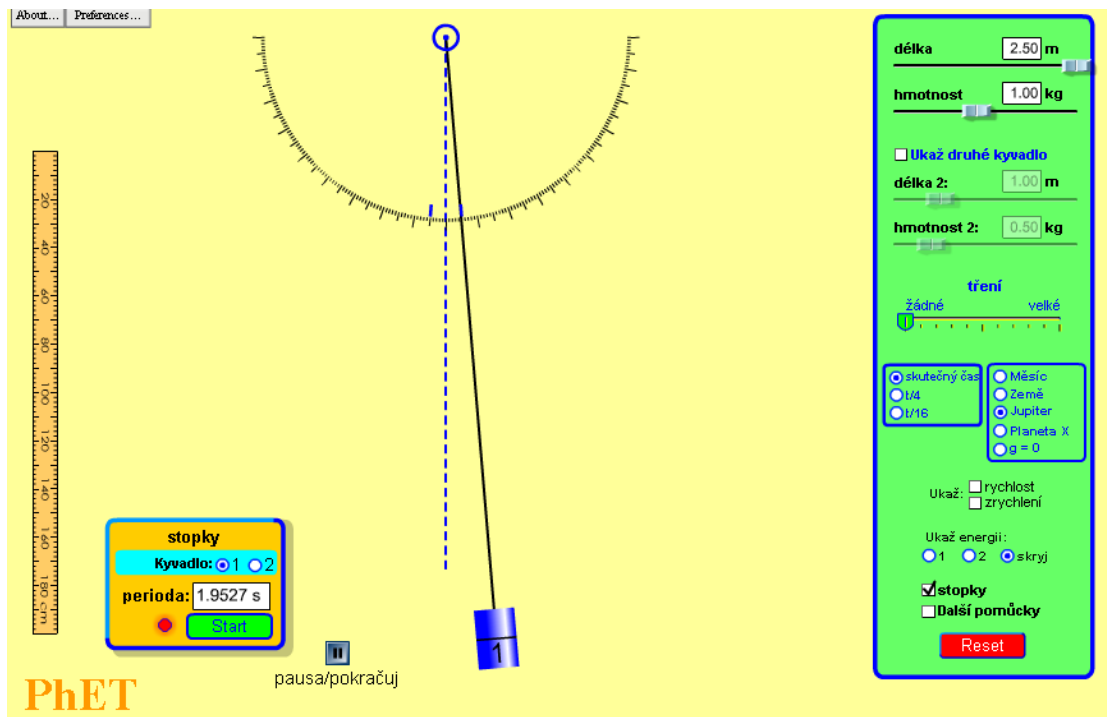 About... Preferences...
délka 2.50 m
hmotnost 1.00 kg
Ukaž druhé kyvadlo
délka 2: 1.00 m
hmotnost 2: 0.50 kg
tření
žádné velké
skutečný čas
t/4
t/16
Měsíc
Země
Jupiter
Planeta X
g = 0
Ukaž: rychlost
zrychlení
Ukaž energii:
1 2 skryj
stopky
Další pomůcky
Reset
20
40
60
80
100
120
140
160
180 cm
stopky
Kyvadlo: 1 2
perioda: 1.9527 s
Start
1
pausa/pokračuj
PhET